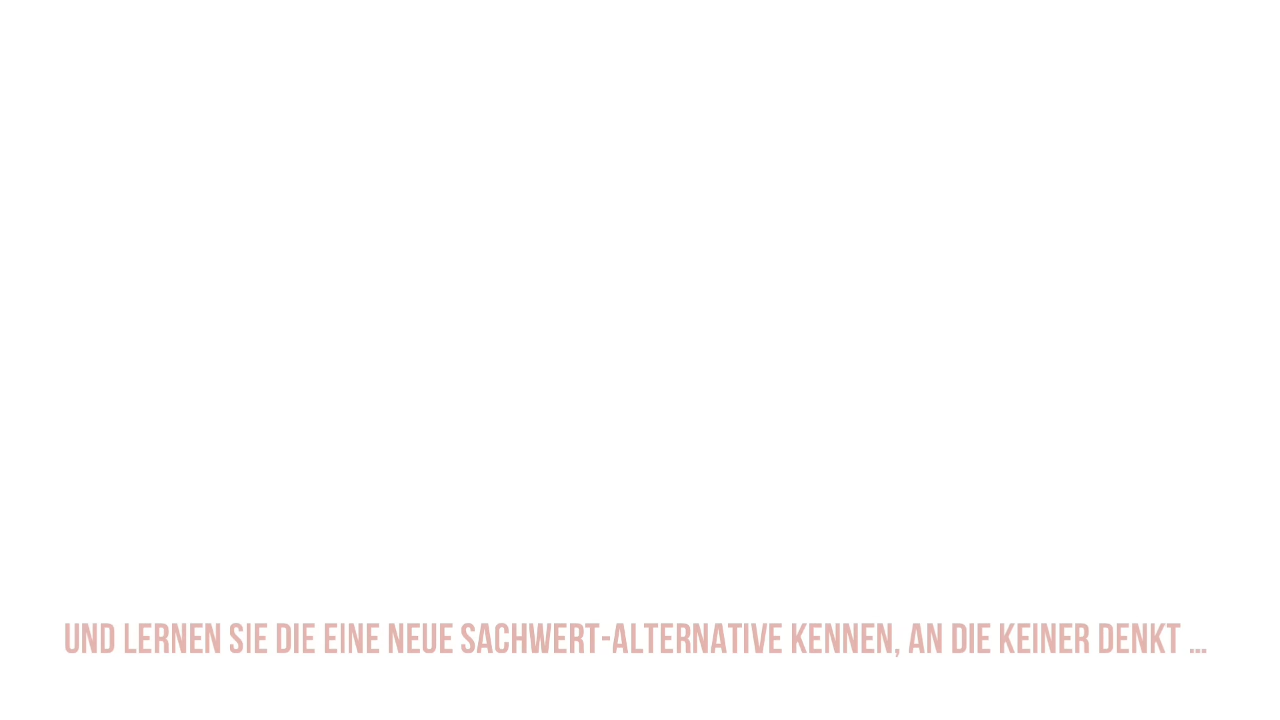 UND LERNEN SIE DIE EINE NEUE SACHWERT-ALTERNATIVE KENNEN, AN DIE KEINER DENKT ...